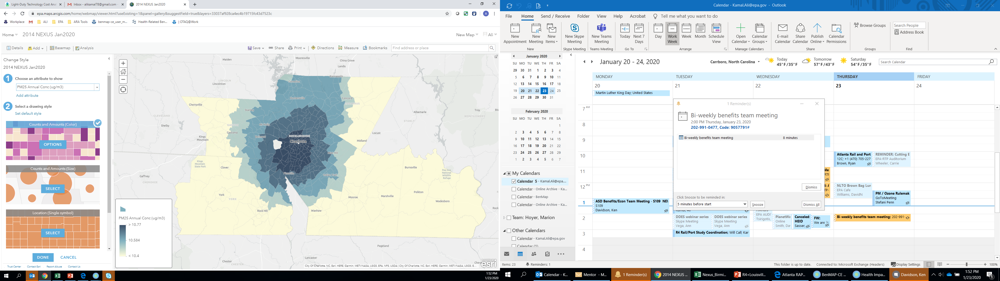 Light-Duty Technology Cost Anal
Inbox - alikamal78@gmail.com -
2014 NEXUS Jan2020
epa.maps.arcgis.com/home/webmap/viewer.html?useExisting=1&panel=gallery&suggestField=true&layers=33037af928ca4ec4b19715fc43d7523c
Workplace
ALI
EPA
ARA Tools
benmap-ce_user_m...
Health-Related Ben...
| OTAQ@Work
Home
2014 NEXUS Jan2020
New Map
Ali
Details
Add
Basemap
Analysis
Save
Share
Print
Directions
Measure
Bookmarks
Find address or place
Change Style
2014 NEXUS Jan2020
1
Choose an attribute to show
PM25 Annual Conc (ug/m3)
Add attribute
2
Select a drawing style
Set default style
Counts and Amounts (Color)
OPTIONS
Counts and Amounts (Size)
SELECT
Location (Single symbol)
SELECT
DONE
CANCEL
Trust Center
Contact Esri
Report Abuse
Contact Us
Maiden
Mooresville
China Grove
Landis
Lake Norman
Kannapolis
LINCOLN
Lincolnton
Cornelius
Huntersville
Concord
CABARRUS
Cherryville
Stanley
Albemarle
Troy
MONTGOMERY
CLEVELAND
Shelby
GASTON
Gastonia
Mt Holly
Belmont
MECKLENBURG
Charlotte
STANLY
Locust
Midland
Kings Mountain
Kings Mountain State Park
Mint Hill
Clover
Gaffney
CHEROKEE
Pineville
Indian Trail
Burnsville
Pee Dee National Wildlife Refuge
York
YORK
Monroe
Marshville
Polkton
Wadesboro
Rock Hill
Waxhaw
Pageland
Lancaster
Chester
PM25 Annual Conc (ug/m3)
> 10.77
10.584
< 10.4
City Of Charlotte, NC, Esri, HERE, Garmin, METI/NASA, USGS, EPA, NPS, USDA | City Of Charlotte, NC, Esri, HERE, Garmin, METI/NASA, USGS, E...
POWERED BY
esri
1:52 PM
1/23/2020
Calendar - Kamal.Ali@epa.gov - Outlook
File
Home
Send / Receive
Folder
View
Help
Acrobat
Tell me what you want to do
New Appointment
New Meeting
New Items
New Skype Meeting
New Teams Meeting
Today
Next 7 Days
Day
Work Week
Week
Month
Schedule View
Open Calendar
Calendar Groups
E-mail Calendar
Share Calendar
Publish Online
Calendar Permissions
Browse Groups
Search People
Address Book
New
Skype Meeting
Teams Meeting
Go To
Arrange
Manage Calendars
Share
Groups
Find
January 2020
SU MO TU WE TH FR SA
29 30 31 1 2 3 4
5 6 7 8 9 10 11
12 13 14 15 16 17 18
19 20 21 22 23 24 25
26 27 28 29 30 31
February 2020
SU MO TU WE TH FR SA
1
2 3 4 5 6 7 8
9 10 11 12 13 14 15
16 17 18 19 20 21 22
23 24 25 26 27 28 29
1 2 3 4 5 6 7
My Calendars
Calendar 5 - Kamal.Ali@epa....
Calendar - Online Archive - Ka...
Calendar - BenMap
Calendar - Online Archive - Ka...
Team: Hoyer, Marion
Other Calendars
Calendar - Kamal.Ali@epa.gov
Calendar (1)
January 20 - 24, 2020
Carrboro, North Carolina
Today
45°F/35°F
Tomorrow
57°F/43°F
Saturday
54°F/35°F
Search Calendar
MONDAY
TUESDAY
WEDNESDAY
THURSDAY
FRIDAY
20
21
22
23
24
Martin Luther King Day; United States
7 AM
8
9
10
11
12 PM
1
2
3
4
ASD Benefits/Econ Team Meeting - S109 NEV
S109
Davidson, Ken
1 Reminder(s)
Bi-weekly benefits team meeting
2:00 PM Thursday, January 23, 2020
202-991-0477, Code: 9057791#
Bi-weekly benefits team meeting
8 minutes
Dismiss
Click Snooze to be reminded in:
5 minutes before start
Snooze
Dismiss All
DDES webinar series
Skype Meeting
Vega, Ann
DDES webinar series
Skype Meeting
Vega, Ann
R4 Rail/Port Study Coordination; Will Call; Kar
EPA AUDI
Tsirigotis,
PlanetWa
Online
Smith, Da
Canceled:
HEID
Sasser,
FW:
We are
Atlanta Rail and Port
12C; +1 (470) 705-227
Brown, Ryan
REMINDER: Cutting E
EPA-RTP Auditorium
Wheeler, Carrie
NLTO Brown Bag Lun
EPA Cafe
Williams, DavidN
PM / Ozone Rulemak
GoToMeeting
Stefani Penn
Bi-weekly benefits team meeting; 202-991-
Items: 23
Reminders: 1
This folder is up to date.
Connected to: Microsoft Exchange (Headers)
Display Settings
100%
Calendar - K...
Mentor - M...
1 Reminder(s)
2014 NEXUS ...
Nexus_Birmi...
R4+Louisvill...
Atlanta RAP...
BenMAP-CE ...
Health Impa...
Davidson, Ken
1:52 PM
1/23/2020